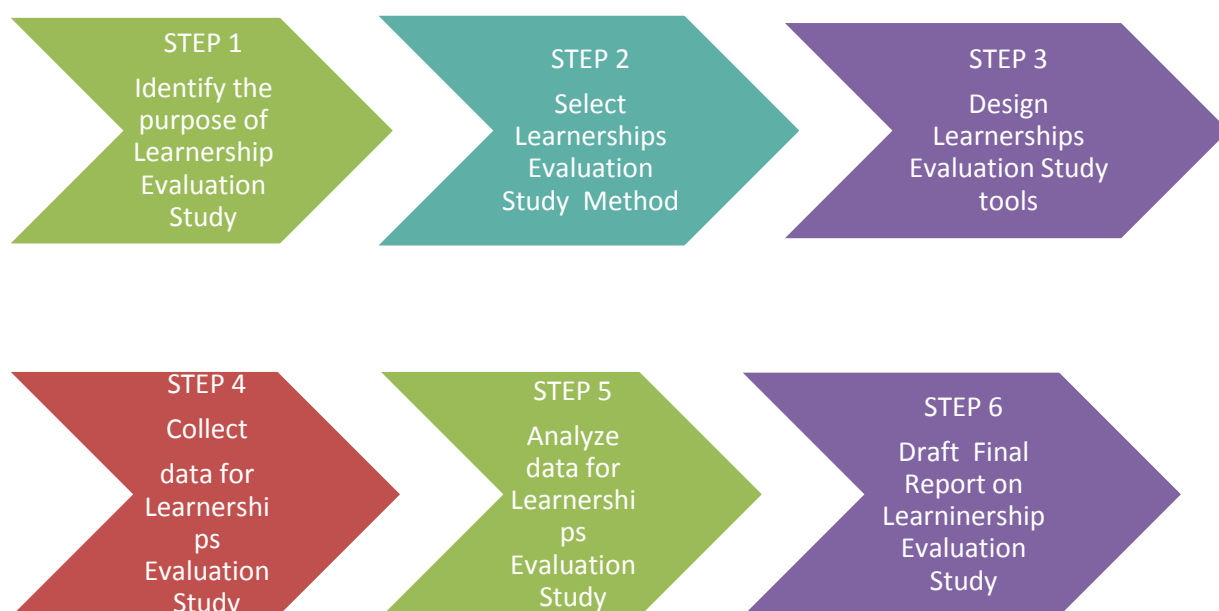 STEP 1
Identify the
purpose of
Learnership
Evaluation
Study
STEP 2
Select
Learnerships
Evaluation
Study Method
STEP 3
Design
Learnerships
Evaluation Study
tools
STEP 4
Collect
data for
Learnershi
ps
Evaluation
Study
STEP 5
Analyze
data for
Learnershi
ps
Evaluation
Study
STEP 6
Draft Final
Report on
Learninership
Evaluation
Study